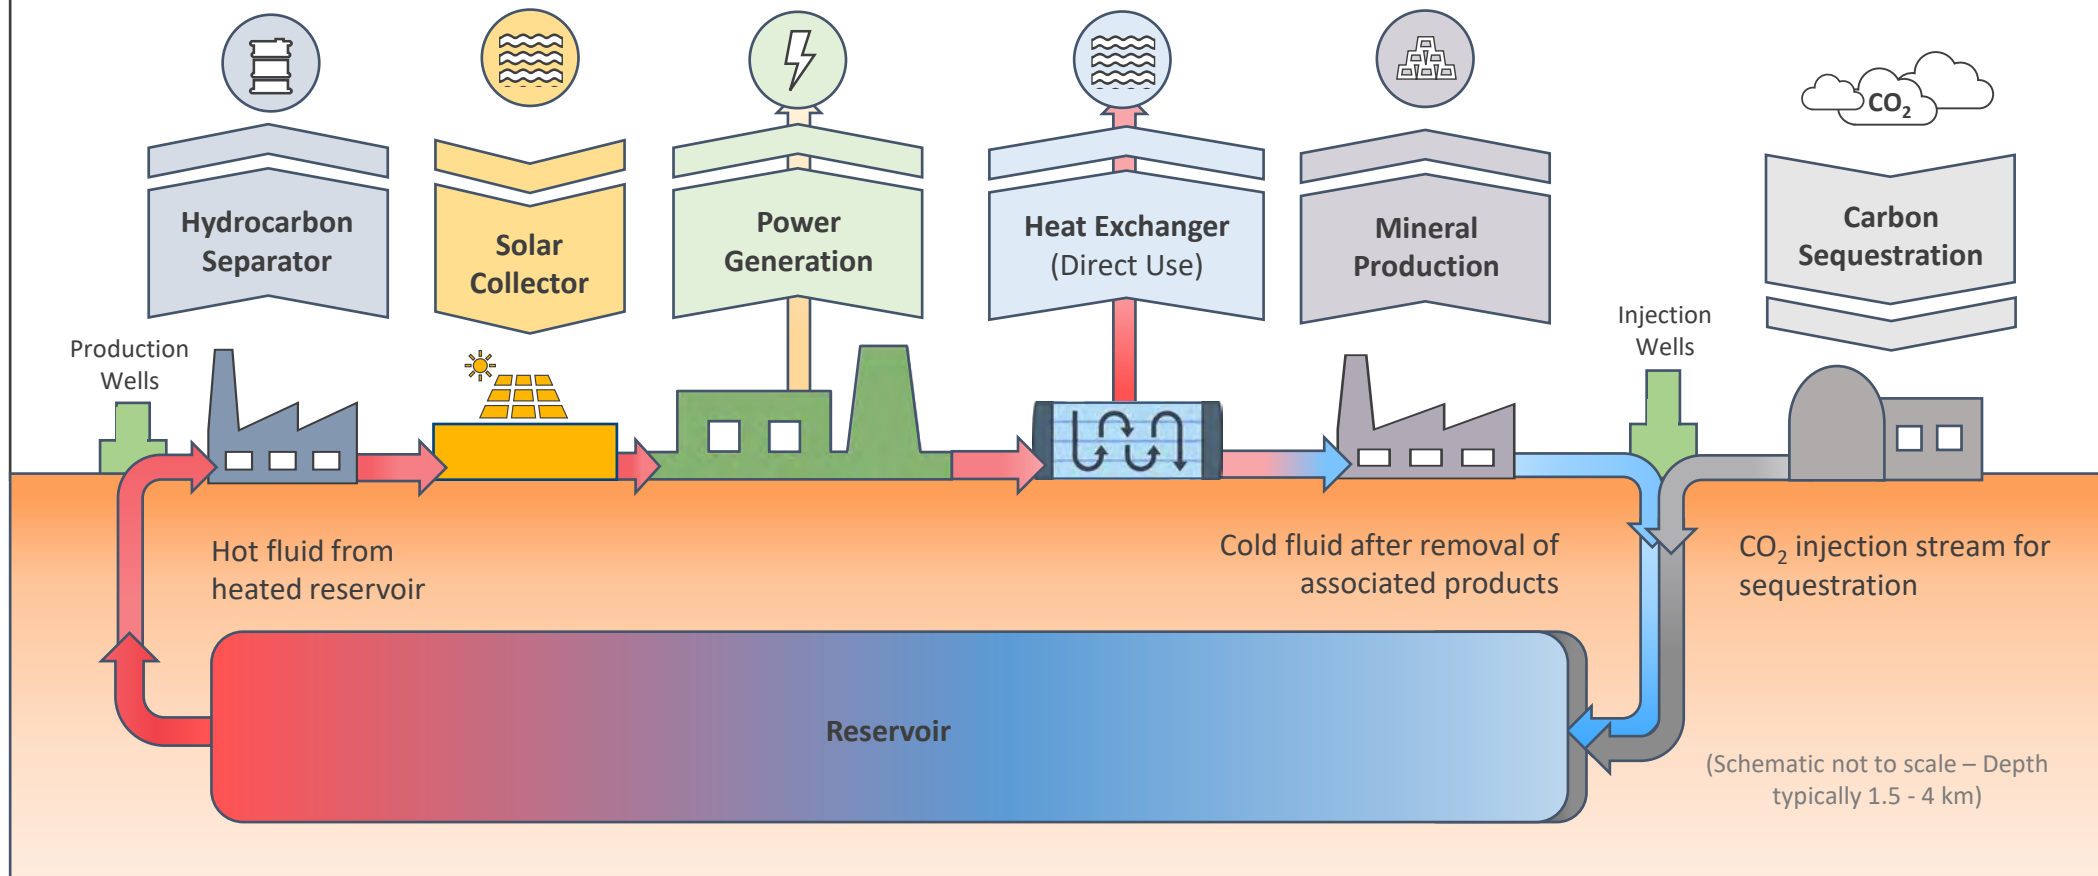 CO₂
Hydrocarbon
Separator
Solar
Collector
Power
Generation
Heat Exchanger
(Direct Use)
Mineral
Production
Carbon
Sequestration
Production
Wells
Injection
Wells
Hot fluid from
heated reservoir
Cold fluid after removal of
associated products
CO₂ injection stream for
sequestration
Reservoir
(Schematic not to scale – Depth
typically 1.5 - 4 km)